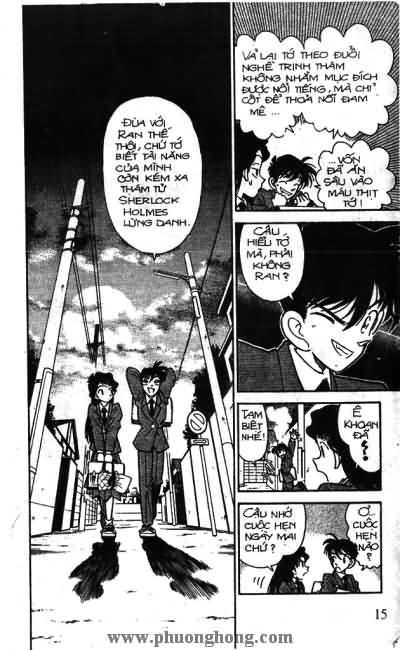 ĐÙA VỚI
RAN THẾ
THÔI, CHỨ TỚ
BIẾT TÀI NĂNG
CỦA MÌNH
CÒN KÉM XA
THÁM TỬ
SHERLOCK
HOLMES
LỪNG DANH.
VẢ LẠI TỚ THEO ĐUỔI
NGHỀ TRINH THÁM
KHÔNG NHẰM MỤC ĐÍCH
ĐƯỢC NỔI TIẾNG, MÀ CHỈ
CỐT ĐỂ THOẢ NỖI ĐAM
MÊ ...
...VỐN
ĐÃ ĂN
SÂU VÀO
MÁU THỊT
TỚ!
CẬU
HIỂU TỚ
MÀ, PHẢI
KHÔNG
RAN?
TẠM
BIỆT
NHÉ!
Ê
KHOAN
ĐÃ
?
CẬU NHỚ
CUỘC HẸN
NGÀY MAI
CHỨ?
Ơ...
CUỘC
HẸN
NÀO
?
15
www.phuonghong.com